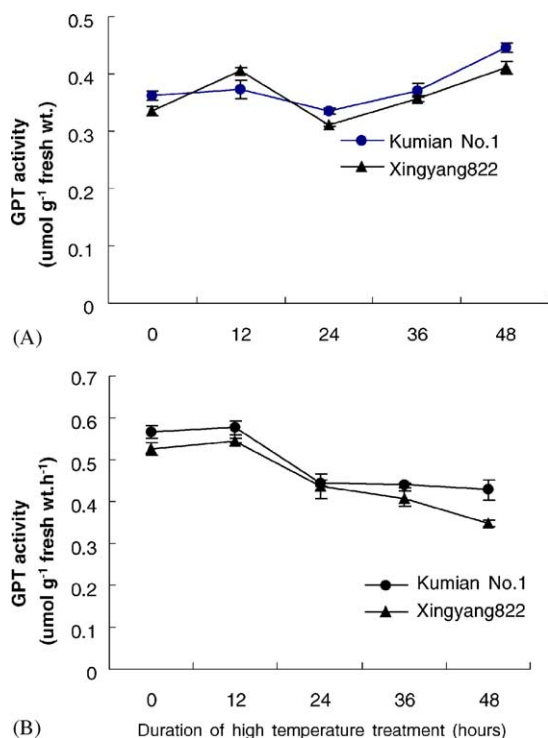 0.5
0.4
0.3
0.2
0.1
0
GPT activity
(umol g⁻¹ fresh wt.)
Kumian No.1
Xingyang822
(A)
0 12 24 36 48
0.7
0.6
0.5
0.4
0.3
0.2
0.1
0
GPT activity
(umol g⁻¹ fresh wt.h⁻¹)
Kumian No.1
Xingyang822
0 12 24 36 48
(B)
Duration of high temperature treatment (hours)